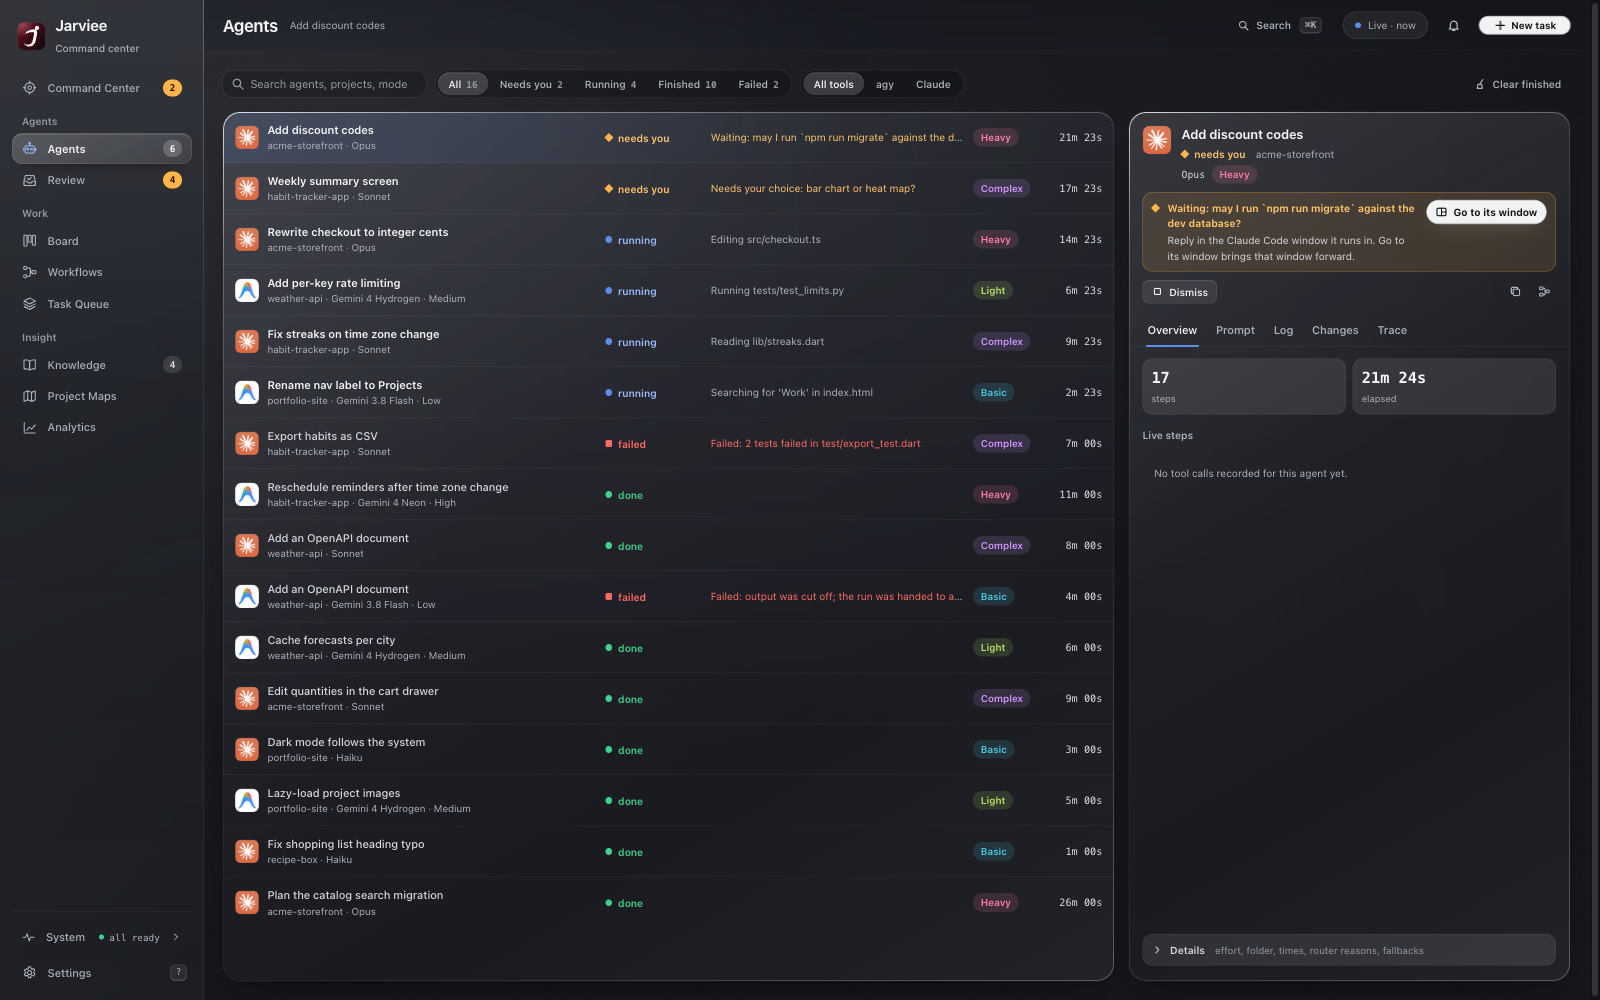 Jarviee
Command center
Command Center 2
Agents
Agents 6
Review 4
Work
Board
Workflows
Task Queue
Insight
Knowledge 4
Project Maps
Analytics
System all ready
Settings ?
Agents Add discount codes
Search ⌘K
Live · now
New task
Search agents, projects, mode
All 16 Needs you 2 Running 4 Finished 10 Failed 2
All tools agy Claude
Clear finished
Add discount codes
acme-storefront · Opus
needs you
Waiting: may I run `npm run migrate` against the d…
Heavy
21m 23s
Weekly summary screen
habit-tracker-app · Sonnet
needs you
Needs your choice: bar chart or heat map?
Complex
17m 23s
Rewrite checkout to integer cents
acme-storefront · Opus
running
Editing src/checkout.ts
Heavy
14m 23s
Add per-key rate limiting
weather-api · Gemini 4 Hydrogen · Medium
running
Running tests/test_limits.py
Light
6m 23s
Fix streaks on time zone change
habit-tracker-app · Sonnet
running
Reading lib/streaks.dart
Complex
9m 23s
Rename nav label to Projects
portfolio-site · Gemini 3.8 Flash · Low
running
Searching for 'Work' in index.html
Basic
2m 23s
Export habits as CSV
habit-tracker-app · Sonnet
failed
Failed: 2 tests failed in test/export_test.dart
Complex
7m 00s
Reschedule reminders after time zone change
habit-tracker-app · Gemini 4 Neon · High
done
Heavy
11m 00s
Add an OpenAPI document
weather-api · Sonnet
done
Complex
8m 00s
Add an OpenAPI document
weather-api · Gemini 3.8 Flash · Low
failed
Failed: output was cut off; the run was handed to a…
Basic
4m 00s
Cache forecasts per city
weather-api · Gemini 4 Hydrogen · Medium
done
Light
6m 00s
Edit quantities in the cart drawer
acme-storefront · Sonnet
done
Complex
9m 00s
Dark mode follows the system
portfolio-site · Haiku
done
Basic
3m 00s
Lazy-load project images
portfolio-site · Gemini 4 Hydrogen · Medium
done
Light
5m 00s
Fix shopping list heading typo
recipe-box · Haiku
done
Basic
1m 00s
Plan the catalog search migration
acme-storefront · Opus
done
Heavy
26m 00s
Add discount codes
needs you acme-storefront
Opus Heavy
Waiting: may I run `npm run migrate` against the
dev database?
Reply in the Claude Code window it runs in. Go to
its window brings that window forward.
Go to its window
Dismiss
Overview Prompt Log Changes Trace
17
steps
21m 24s
elapsed
Live steps
No tool calls recorded for this agent yet.
Details effort, folder, times, router reasons, fallbacks